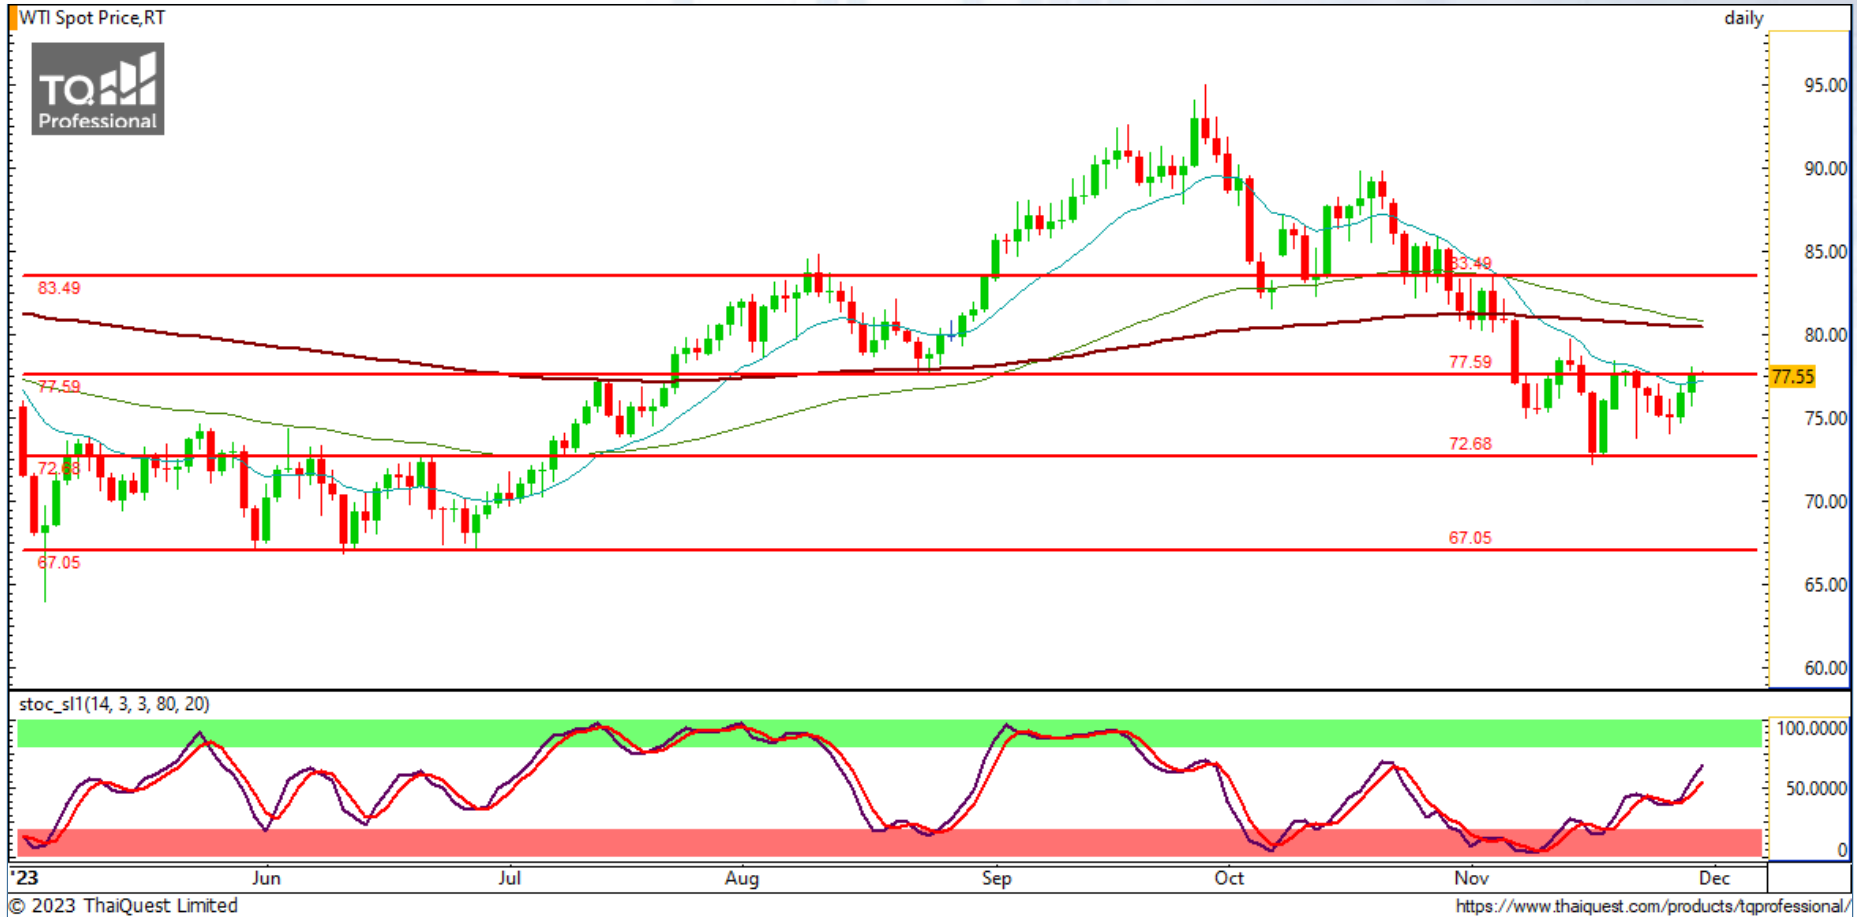 WTI Spot Price,RT
daily
TQ
Professional
95.00
90.00
85.00
83.49
83.49
80.00
77.59
77.59
77.55
75.00
72.68
72.68
70.00
67.05
67.05
65.00
60.00
stoc_sl1(14, 3, 3, 80, 20)
100.0000
50.0000
0
'23 Jun Jul Aug Sep Oct Nov Dec
© 2023 ThaiQuest Limited
https://www.thaiquest.com/products/tqprofessional/